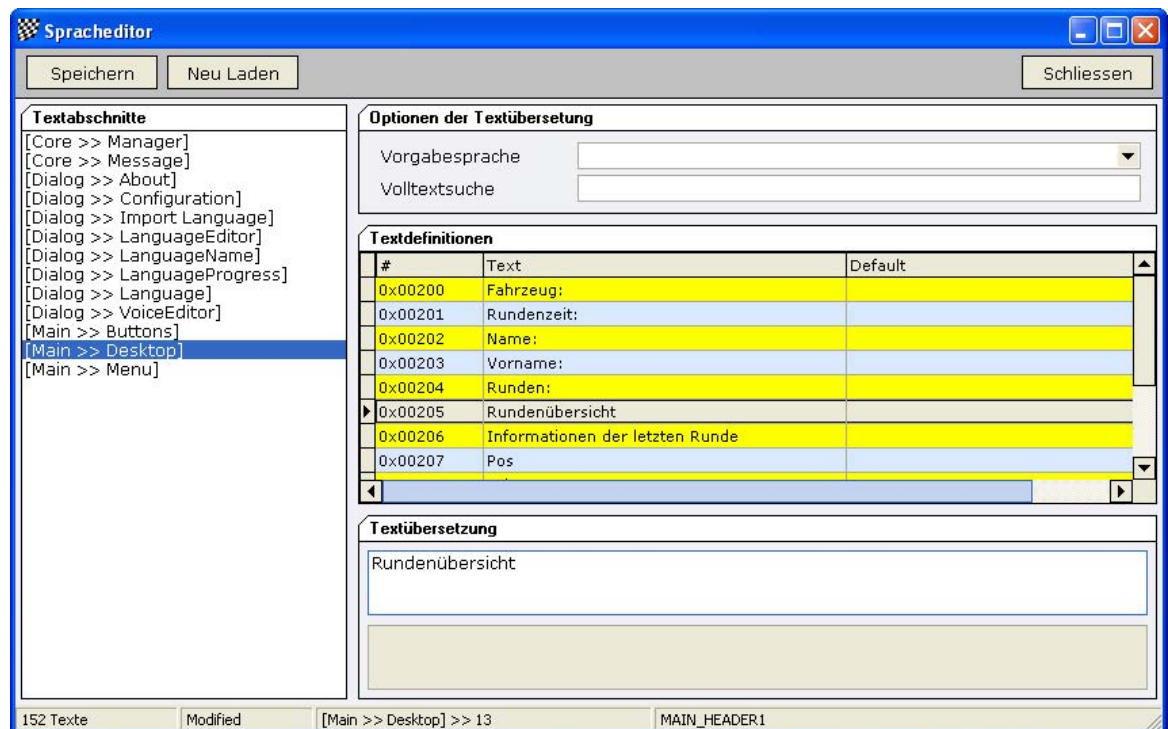 Spracheditor
Speichern Neu Laden Schliessen
Textabschnitte
[Core >> Manager]
[Core >> Message]
[Dialog >> About]
[Dialog >> Configuration]
[Dialog >> Import Language]
[Dialog >> LanguageEditor]
[Dialog >> LanguageName]
[Dialog >> LanguageProgress]
[Dialog >> Language]
[Dialog >> VoiceEditor]
[Main >> Buttons]
[Main >> Desktop]
[Main >> Menu]
Optionen der Textübersetung
Vorgabesprache
Volltextsuche
Textdefinitionen
# Text Default
0x00200 Fahrzeug:
0x00201 Rundenzeit:
0x00202 Name:
0x00203 Vorname:
0x00204 Runden:
0x00205 Rundenübersicht
0x00206 Informationen der letzten Runde
0x00207 Pos
Textübersetzung
Rundenübersicht
152 Texte Modified [Main >> Desktop] >> 13 MAIN_HEADER1